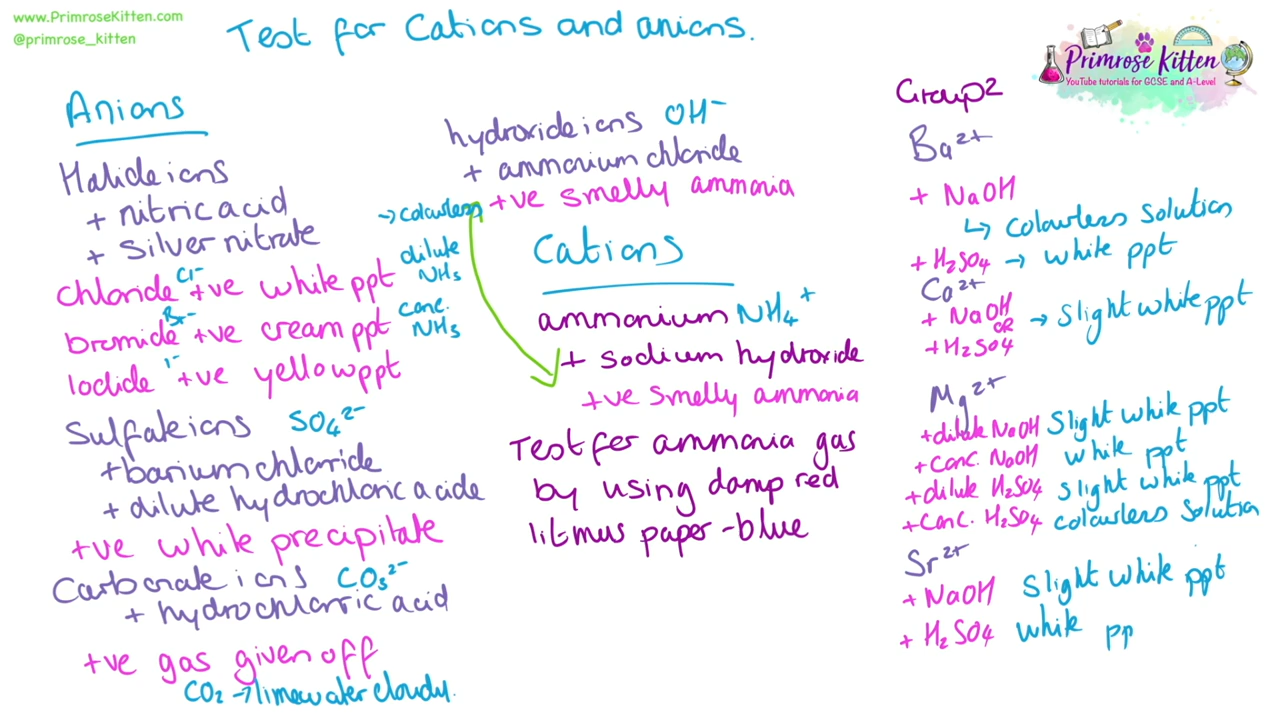 www.PrimroseKitten.com
@primrose_kitten
Test for Cations and anions.
Primrose Kitten
YouTube tutorials for GCSE and A-Level
Anions
Halide ions
+ nitric acid
+ silver nitrate
→ colourless
chloride Cl⁻ +ve white ppt dilute NH₃
bromide Br⁻ +ve cream ppt conc. NH₃
Iodide I⁻ +ve yellow ppt
Sulfate ions SO₄²⁻
+ barium chloride
+ dilute hydrochloric acide
+ve white precipitate
Carbonate ions CO₃²⁻
+ hydrochloric acid
+ve gas given off
CO₂ → limewater cloudy.
hydroxide ions OH⁻
+ ammonium chloride
+ve smelly ammonia
Cations
ammonium NH₄⁺
+ sodium hydroxide
+ve smelly ammonia
Test for ammonia gas
by using damp red
litmus paper - blue
Group 2
Ba²⁺
+ NaOH
↳ colourless solution
+ H₂SO₄ → white ppt
Ca²⁺
+ NaOH
OR → slight white ppt
+ H₂SO₄
Mg²⁺
+ dilute NaOH slight white ppt
+ conc. NaOH white ppt
+ dilute H₂SO₄ slight white ppt
+ conc. H₂SO₄ colourless solution
Sr²⁺
+ NaOH slight white ppt
+ H₂SO₄ white pp